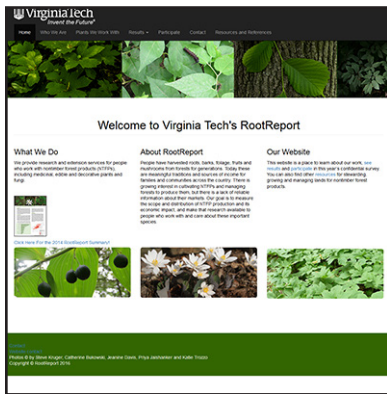 VirginiaTech
Invent the Future®
Home Who We Are Plants We Work With Results Participate Contact Resources and References
Welcome to Virginia Tech's RootReport
What We Do
We provide research and extension services for people
who work with nontimber forest products (NTFPs),
including medicinal, edible and decorative plants and
fungi.
Click Here For the 2014 RootReport Summary!
About RootReport
People have harvested roots, barks, foliage, fruits and
mushrooms from forests for generations. Today these
are meaningful traditions and sources of income for
families and communities across the country. There is
growing interest in cultivating NTFPs and managing
forests to produce them, but there is a lack of reliable
information about their markets. Our goal is to measure
the scope and distribution of NTFP production and its
economic impact, and make that research available to
people who work with and care about these important
species.
Our Website
This website is a place to learn about our work, see
results and participate in this year's confidential survey.
You can also find other resources for stewarding,
growing and managing lands for nontimber forest
products.
Photos © by Steve Kruger, Catherine Bukowski, Jeanine Davis, Priya Jaishanker and Katie Trozzo
Copyright © RootReport 2016